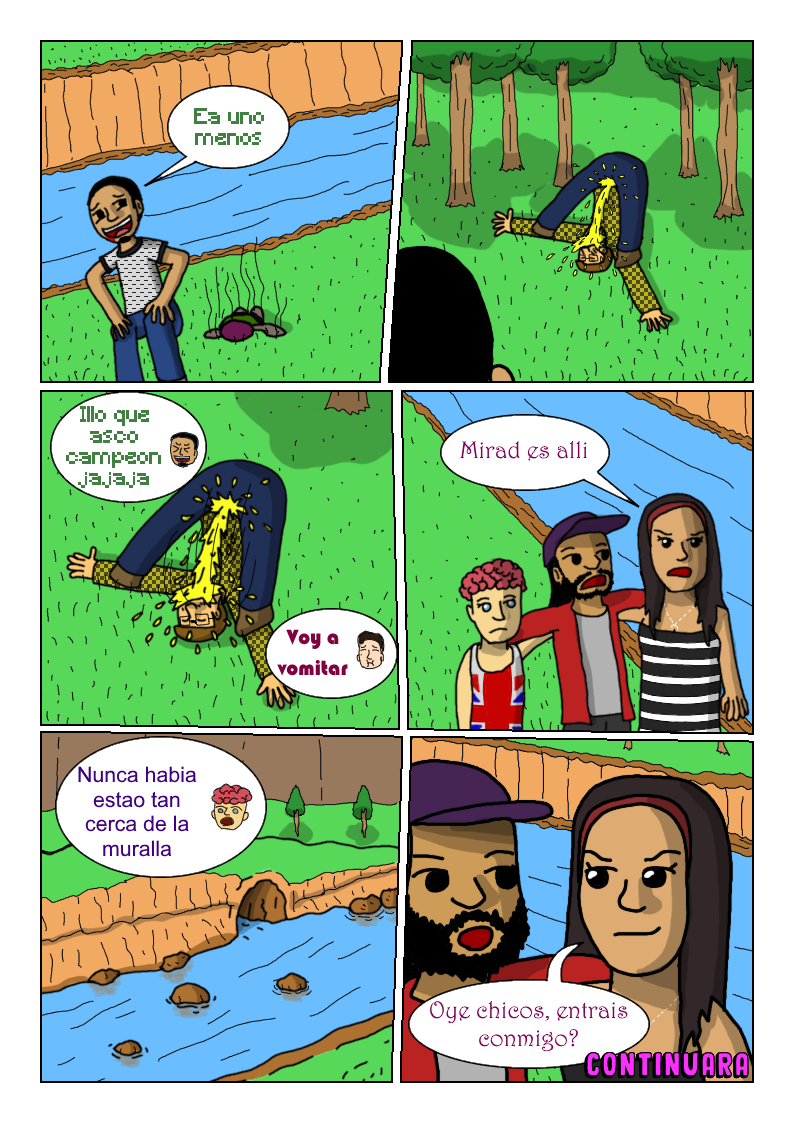 Ea uno
menos
Illo que
asco
campeon
jajaja
Voy a
vomitar
Mirad es alli
Nunca habia
estao tan
cerca de la
muralla
Oye chicos, entrais
conmigo?
CONTINUARA